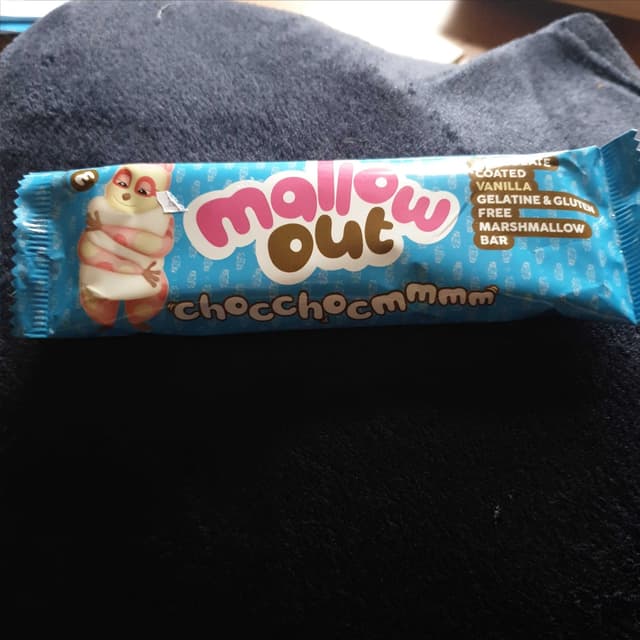 mallow
out
"chocchocmmmm"
COATED
VANILLA
GELATINE & GLUTEN
FREE
MARSHMALLOW
BAR